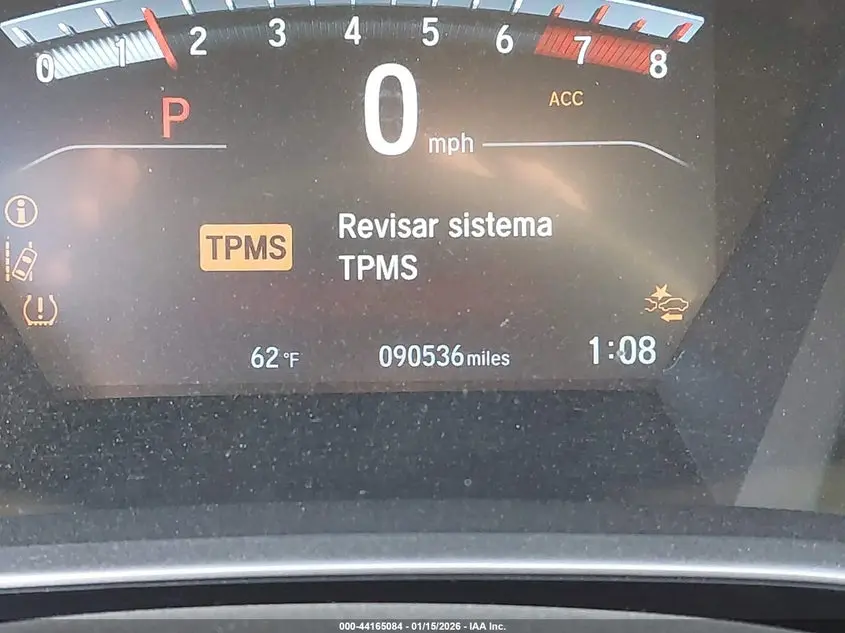 0 1 2 3 4 5 6 7 8
P
0 mph
ACC
TPMS
Revisar sistema
TPMS
62 °F
090536 miles
1:08
000-44165084 - 01/15/2026 - IAA Inc.